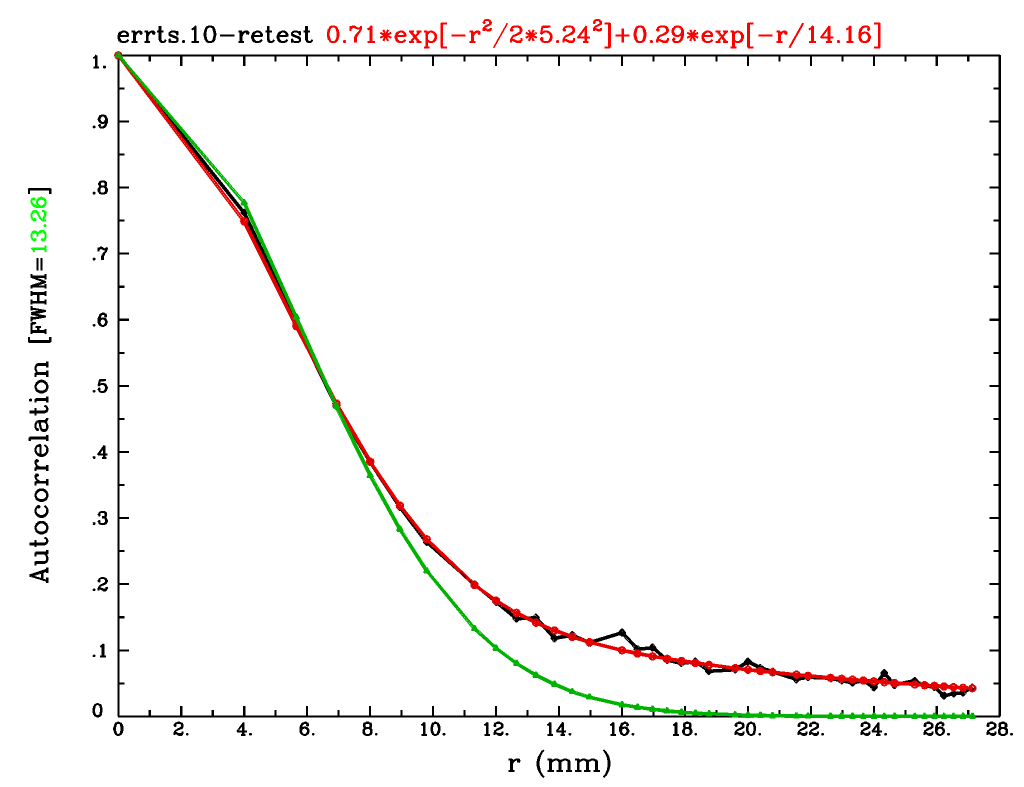 errts.10-retest 0.71*exp[-r²/2*5.24²]+0.29*exp[-r/14.16]
1.
.9
.8
.7
.6
.5
.4
.3
.2
.1
0
Autocorrelation [FWHM=13.26]
0 2. 4. 6. 8. 10. 12. 14. 16. 18. 20. 22. 24. 26. 28.
r (mm)